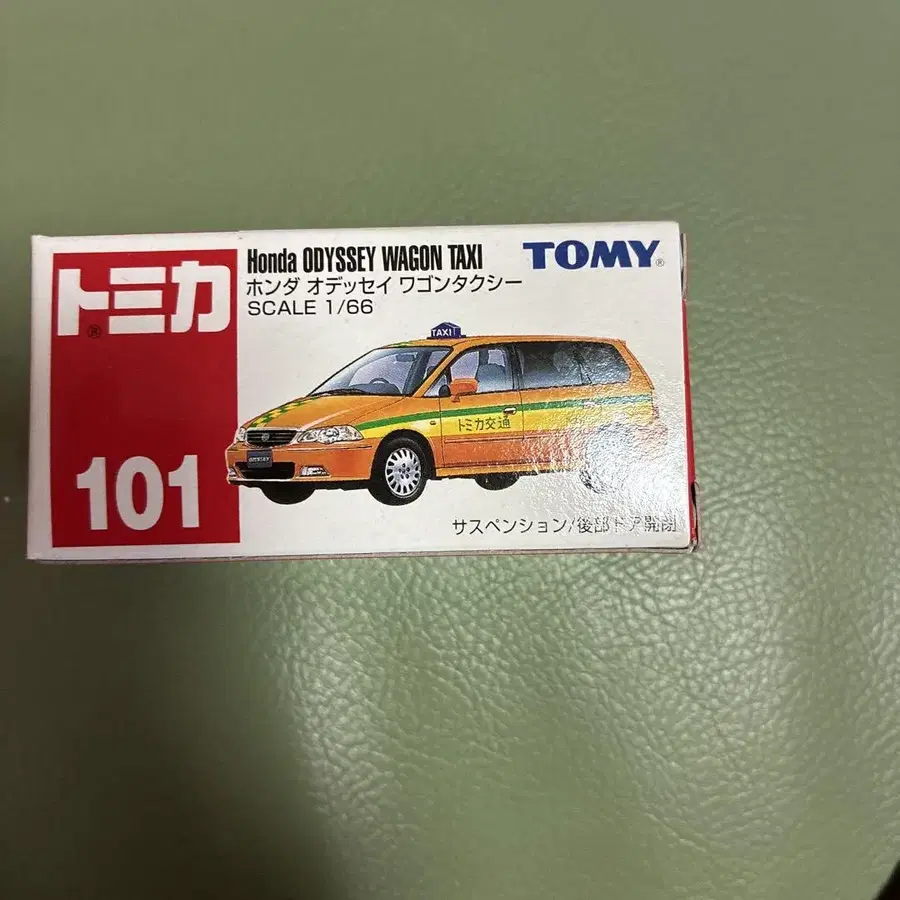 トミカ®
101
Honda ODYSSEY WAGON TAXI
ホンダ オデッセイ ワゴンタクシー
SCALE 1/66
TOMY®
TAXI
トミカ交通
ODYSSEY
サスペンション/後部ドア開閉